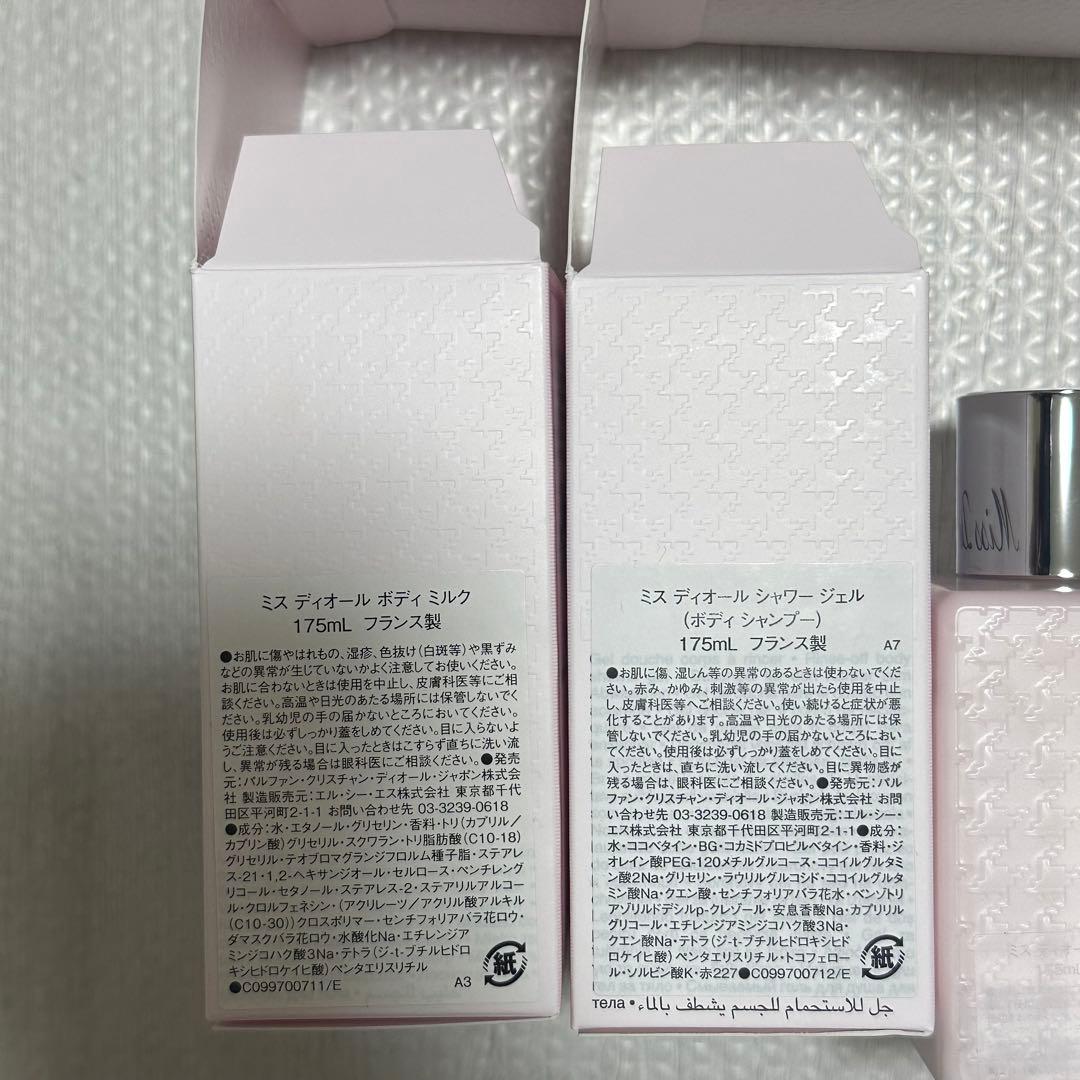 ミス ディオール ボディ ミルク
175mL フランス製
●お肌に傷やはれもの、湿疹、色抜け(白斑等)や黒ずみ
などの異常が生じていないかよく注意してお使いください。
お肌に合わないときは使用を中止し、皮膚科医等にご相
談ください。高温や日光のあたる場所には保管しないでく
ださい。乳幼児の手の届かないところにおいてください。
使用後は必ずしっかり蓋をしめてください。目に入らないよ
うご注意ください。目に入ったときはこすらず直ちに洗い流
し、異常が残る場合は眼科医にご相談ください。●発売
元:パルファン・クリスチャン・ディオール・ジャポン株式会
社 製造販売元:エル・シー・エス株式会社 東京都千代
田区平河町2-1-1 お問い合わせ先 03-3239-0618
●成分:水・エタノール・グリセリン・香料・トリ(カプリル/
カプリン酸)グリセリル・スクワラン・トリ脂肪酸(C10-18)
グリセリル・テオブロマグランジフロルム種子脂・ステアレ
ス-21・1,2-ヘキサンジオール・セルロース・ペンチレング
リコール・セタノール・ステアレス-2・ステアリルアルコー
ル・クロルフェネシン・(アクリレーツ/アクリル酸アルキル
(C10-30))クロスポリマー・センチフォリアバラ花ロウ・
ダマスクバラ花ロウ・水酸化Na・エチレンジア
ミンジコハク酸3Na・テトラ(ジ-t-ブチルヒドロ
キシヒドロケイヒ酸)ペンタエリスリチル
●C099700711/E
A3
紙
ミス ディオール シャワー ジェル
(ボディ シャンプー)
175mL フランス製
A7
●お肌に傷、湿しん等の異常のあるときは使わないでくだ
さい。赤み、かゆみ、刺激等の異常が出たら使用を中止
し、皮膚科医等へご相談ください。使い続けると症状が悪
化することがあります。高温や日光のあたる場所には保
管しないでください。乳幼児の手の届かないところにおい
てください。使用後は必ずしっかり蓋をしめてください。目に
入ったときは、直ちに洗い流してください。目に異物感が
残る場合は、眼科医にご相談ください。●発売元:パル
ファン・クリスチャン・ディオール・ジャポン株式会社 お問
い合わせ先 03-3239-0618 製造販売元:エル・シー・
エス株式会社 東京都千代田区平河町2-1-1●成分:
水・ココベタイン・BG・コカミドプロピルベタイン・香料・ジ
オレイン酸PEG-120メチルグルコース・ココイルグルタミ
ン酸2Na・グリセリン・ラウリルグルコシド・ココイルグルタ
ミン酸Na・クエン酸・センチフォリアバラ花水・ベンゾトリ
アゾリルドデシルp-クレゾール・安息香酸Na・カプリリル
グリコール・エチレンジアミンジコハク酸3Na・
クエン酸Na・テトラ(ジ-t-ブチルヒドロキシヒド
ロケイヒ酸)ペンタエリスリチル・トコフェロー
ル・ソルビン酸K・赤227●C099700712/E
紙
тела • جل للاستحمام للجسم يشطف بالماء •
Miss D